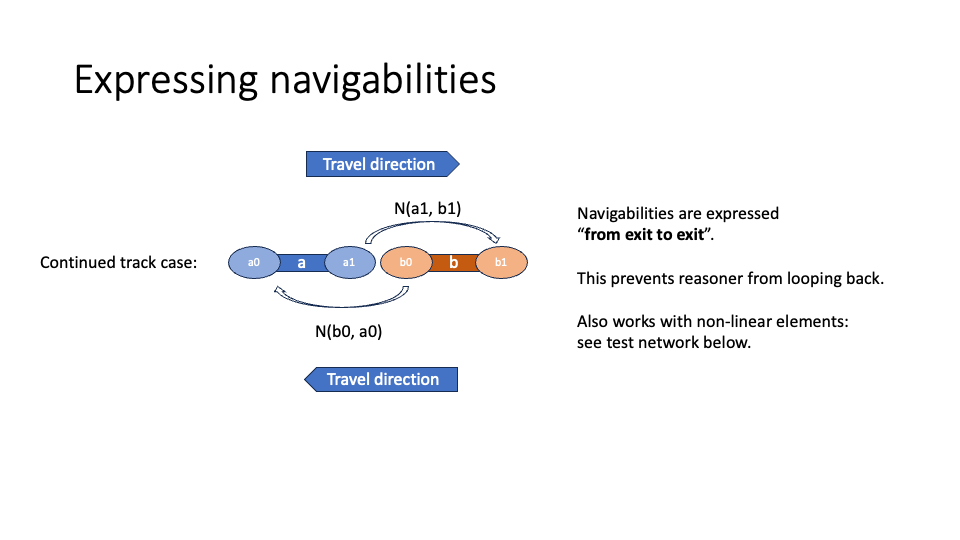 Expressing navigabilities
Travel direction
N(a1, b1)
Navigabilities are expressed
“from exit to exit”.
Continued track case:
a0
a
a1
b0
b
b1
This prevents reasoner from looping back.
N(b0, a0)
Also works with non-linear elements:
see test network below.
Travel direction